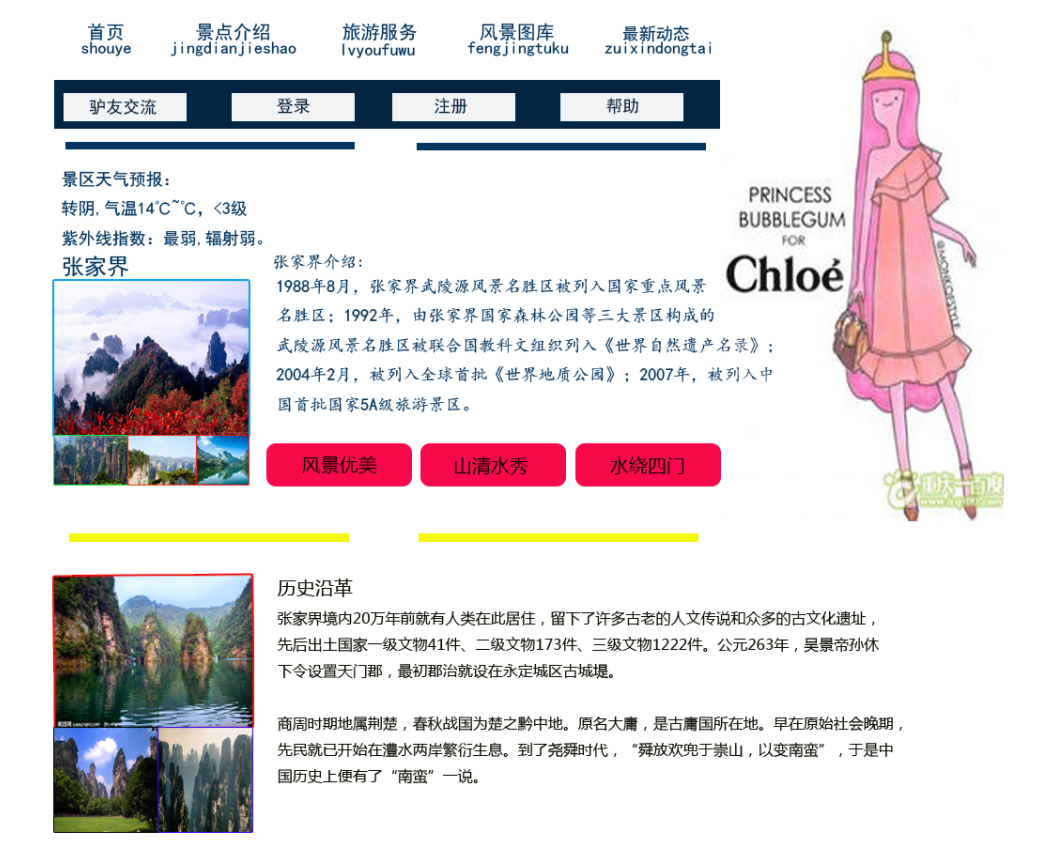 首页 景点介绍 旅游服务 风景图库 最新动态
shouye jingdianjieshao lvyoufuwu fengjingtuku zuixindongtai
驴友交流 登录 注册 帮助
景区天气预报:
转阴,气温14℃~℃, <3级
紫外线指数: 最弱,辐射弱。
张家界
张家界介绍:
1988年8月，张家界武陵源风景名胜区被列入国家重点风景
名胜区；1992年，由张家界国家森林公园等三大景区构成的
武陵源风景名胜区被联合国教科文组织列入《世界自然遗产名录》；
2004年2月，被列入全球首批《世界地质公园》；2007年，被列入中
国首批国家5A级旅游景区。
风景优美 山清水秀 水绕四门
PRINCESS
BUBBLEGUM
FOR
Chloé
@MONKOESTYLE
重庆一百度
历史沿革
张家界境内20万年前就有人类在此居住，留下了许多古老的人文传说和众多的古文化遗址，
先后出土国家一级文物41件、二级文物173件、三级文物1222件。公元263年，吴景帝孙休
下令设置天门郡，最初郡治就设在永定城区古城堤。
商周时期地属荆楚，春秋战国为楚之黔中地。原名大庸，是古庸国所在地。早在原始社会晚期，
先民就已开始在澧水两岸繁衍生息。到了尧舜时代，“舜放欢兜于崇山，以变南蛮”，于是中
国历史上便有了“南蛮”一说。